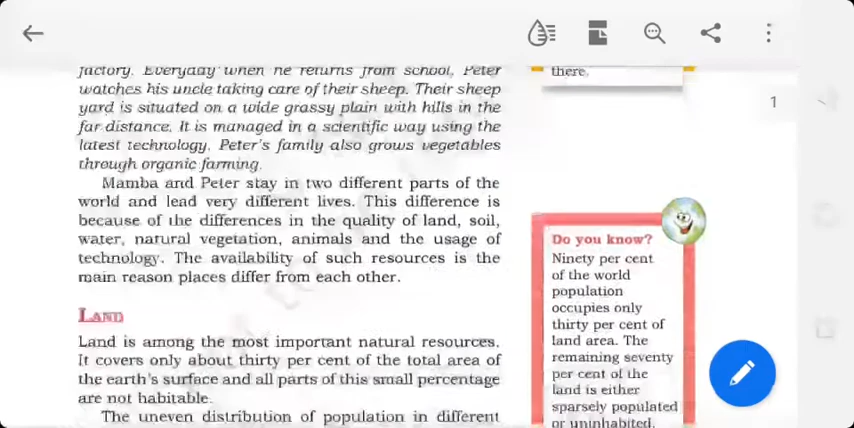 factory. Everyday when he returns from school, Peter
watches his uncle taking care of their sheep. Their sheep
yard is situated on a wide grassy plain with hills in the
far distance. It is managed in a scientific way using the
latest technology. Peter's family also grows vegetables
through organic farming.
Mamba and Peter stay in two different parts of the
world and lead very different lives. This difference is
because of the differences in the quality of land, soil,
water, natural vegetation, animals and the usage of
technology. The availability of such resources is the
main reason places differ from each other.
LAND
Land is among the most important natural resources.
It covers only about thirty per cent of the total area of
the earth's surface and all parts of this small percentage
are not habitable.
The uneven distribution of population in different
there.
1
Do you know?
Ninety per cent
of the world
population
occupies only
thirty per cent of
land area. The
remaining seventy
per cent of the
land is either
sparsely populated
or uninhabited.